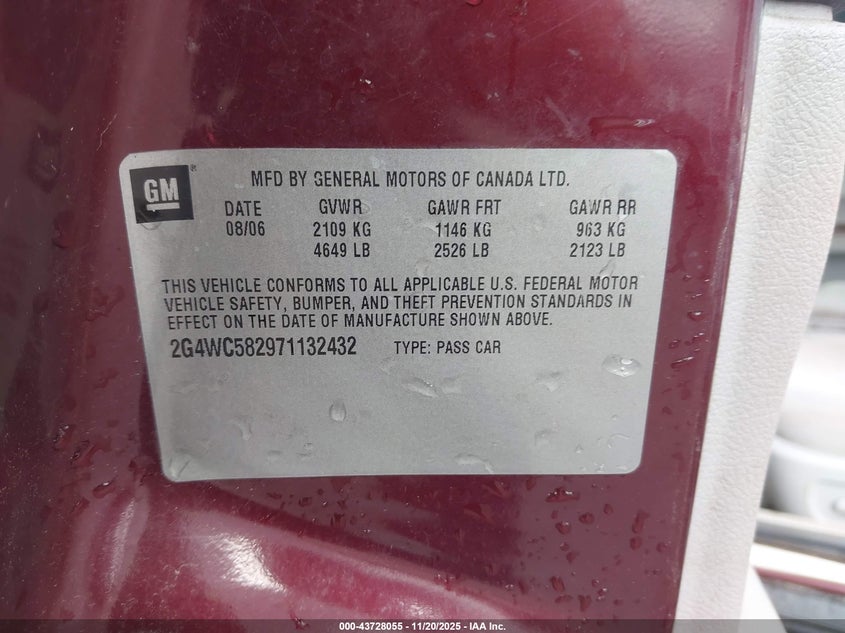 GM
MFD BY GENERAL MOTORS OF CANADA LTD.
DATE GVWR GAWR FRT GAWR RR
08/06 2109 KG 1146 KG 963 KG
4649 LB 2526 LB 2123 LB
THIS VEHICLE CONFORMS TO ALL APPLICABLE U.S. FEDERAL MOTOR
VEHICLE SAFETY, BUMPER, AND THEFT PREVENTION STANDARDS IN
EFFECT ON THE DATE OF MANUFACTURE SHOWN ABOVE.
2G4WC582971132432 TYPE: PASS CAR
000-43728055 - 11/20/2025 - IAA Inc.